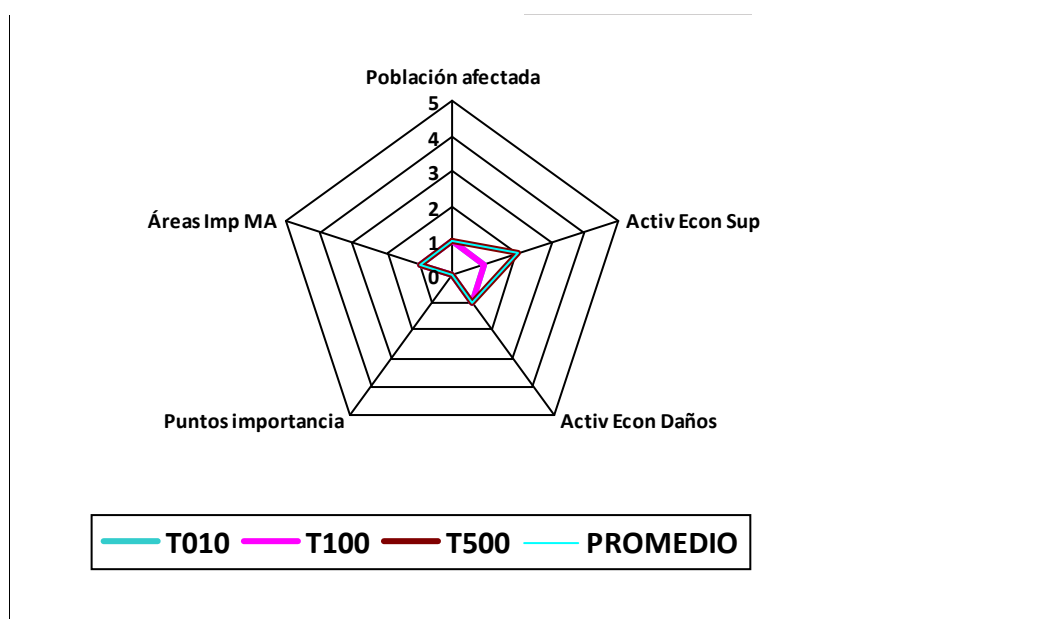 Población afectada
5
4
3
2
1
0
Áreas Imp MA
Activ Econ Sup
Puntos importancia
Activ Econ Daños
T010 T100 T500 PROMEDIO